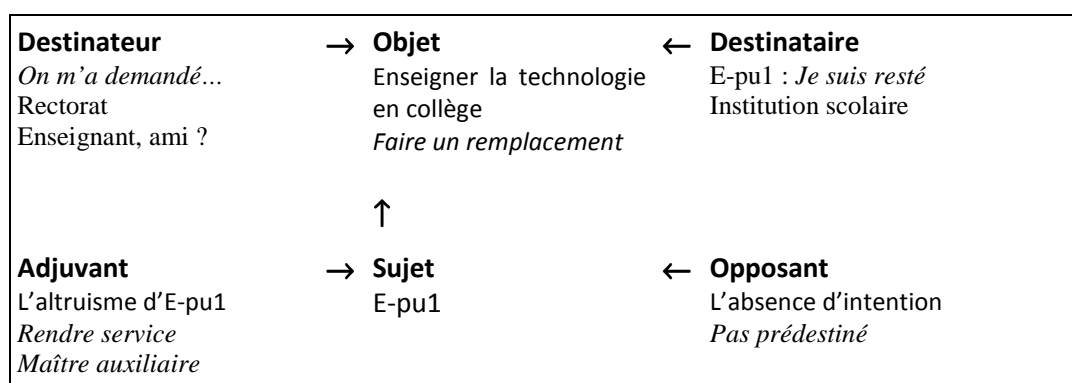 Destinateur → Objet ← Destinataire
On m’a demandé… Enseigner la technologie E-pu1 : Je suis resté
Rectorat en collège Institution scolaire
Enseignant, ami ? Faire un remplacement
↑
Adjuvant → Sujet ← Opposant
L’altruisme d’E-pu1 E-pu1 L’absence d’intention
Rendre service Pas prédestiné
Maître auxiliaire